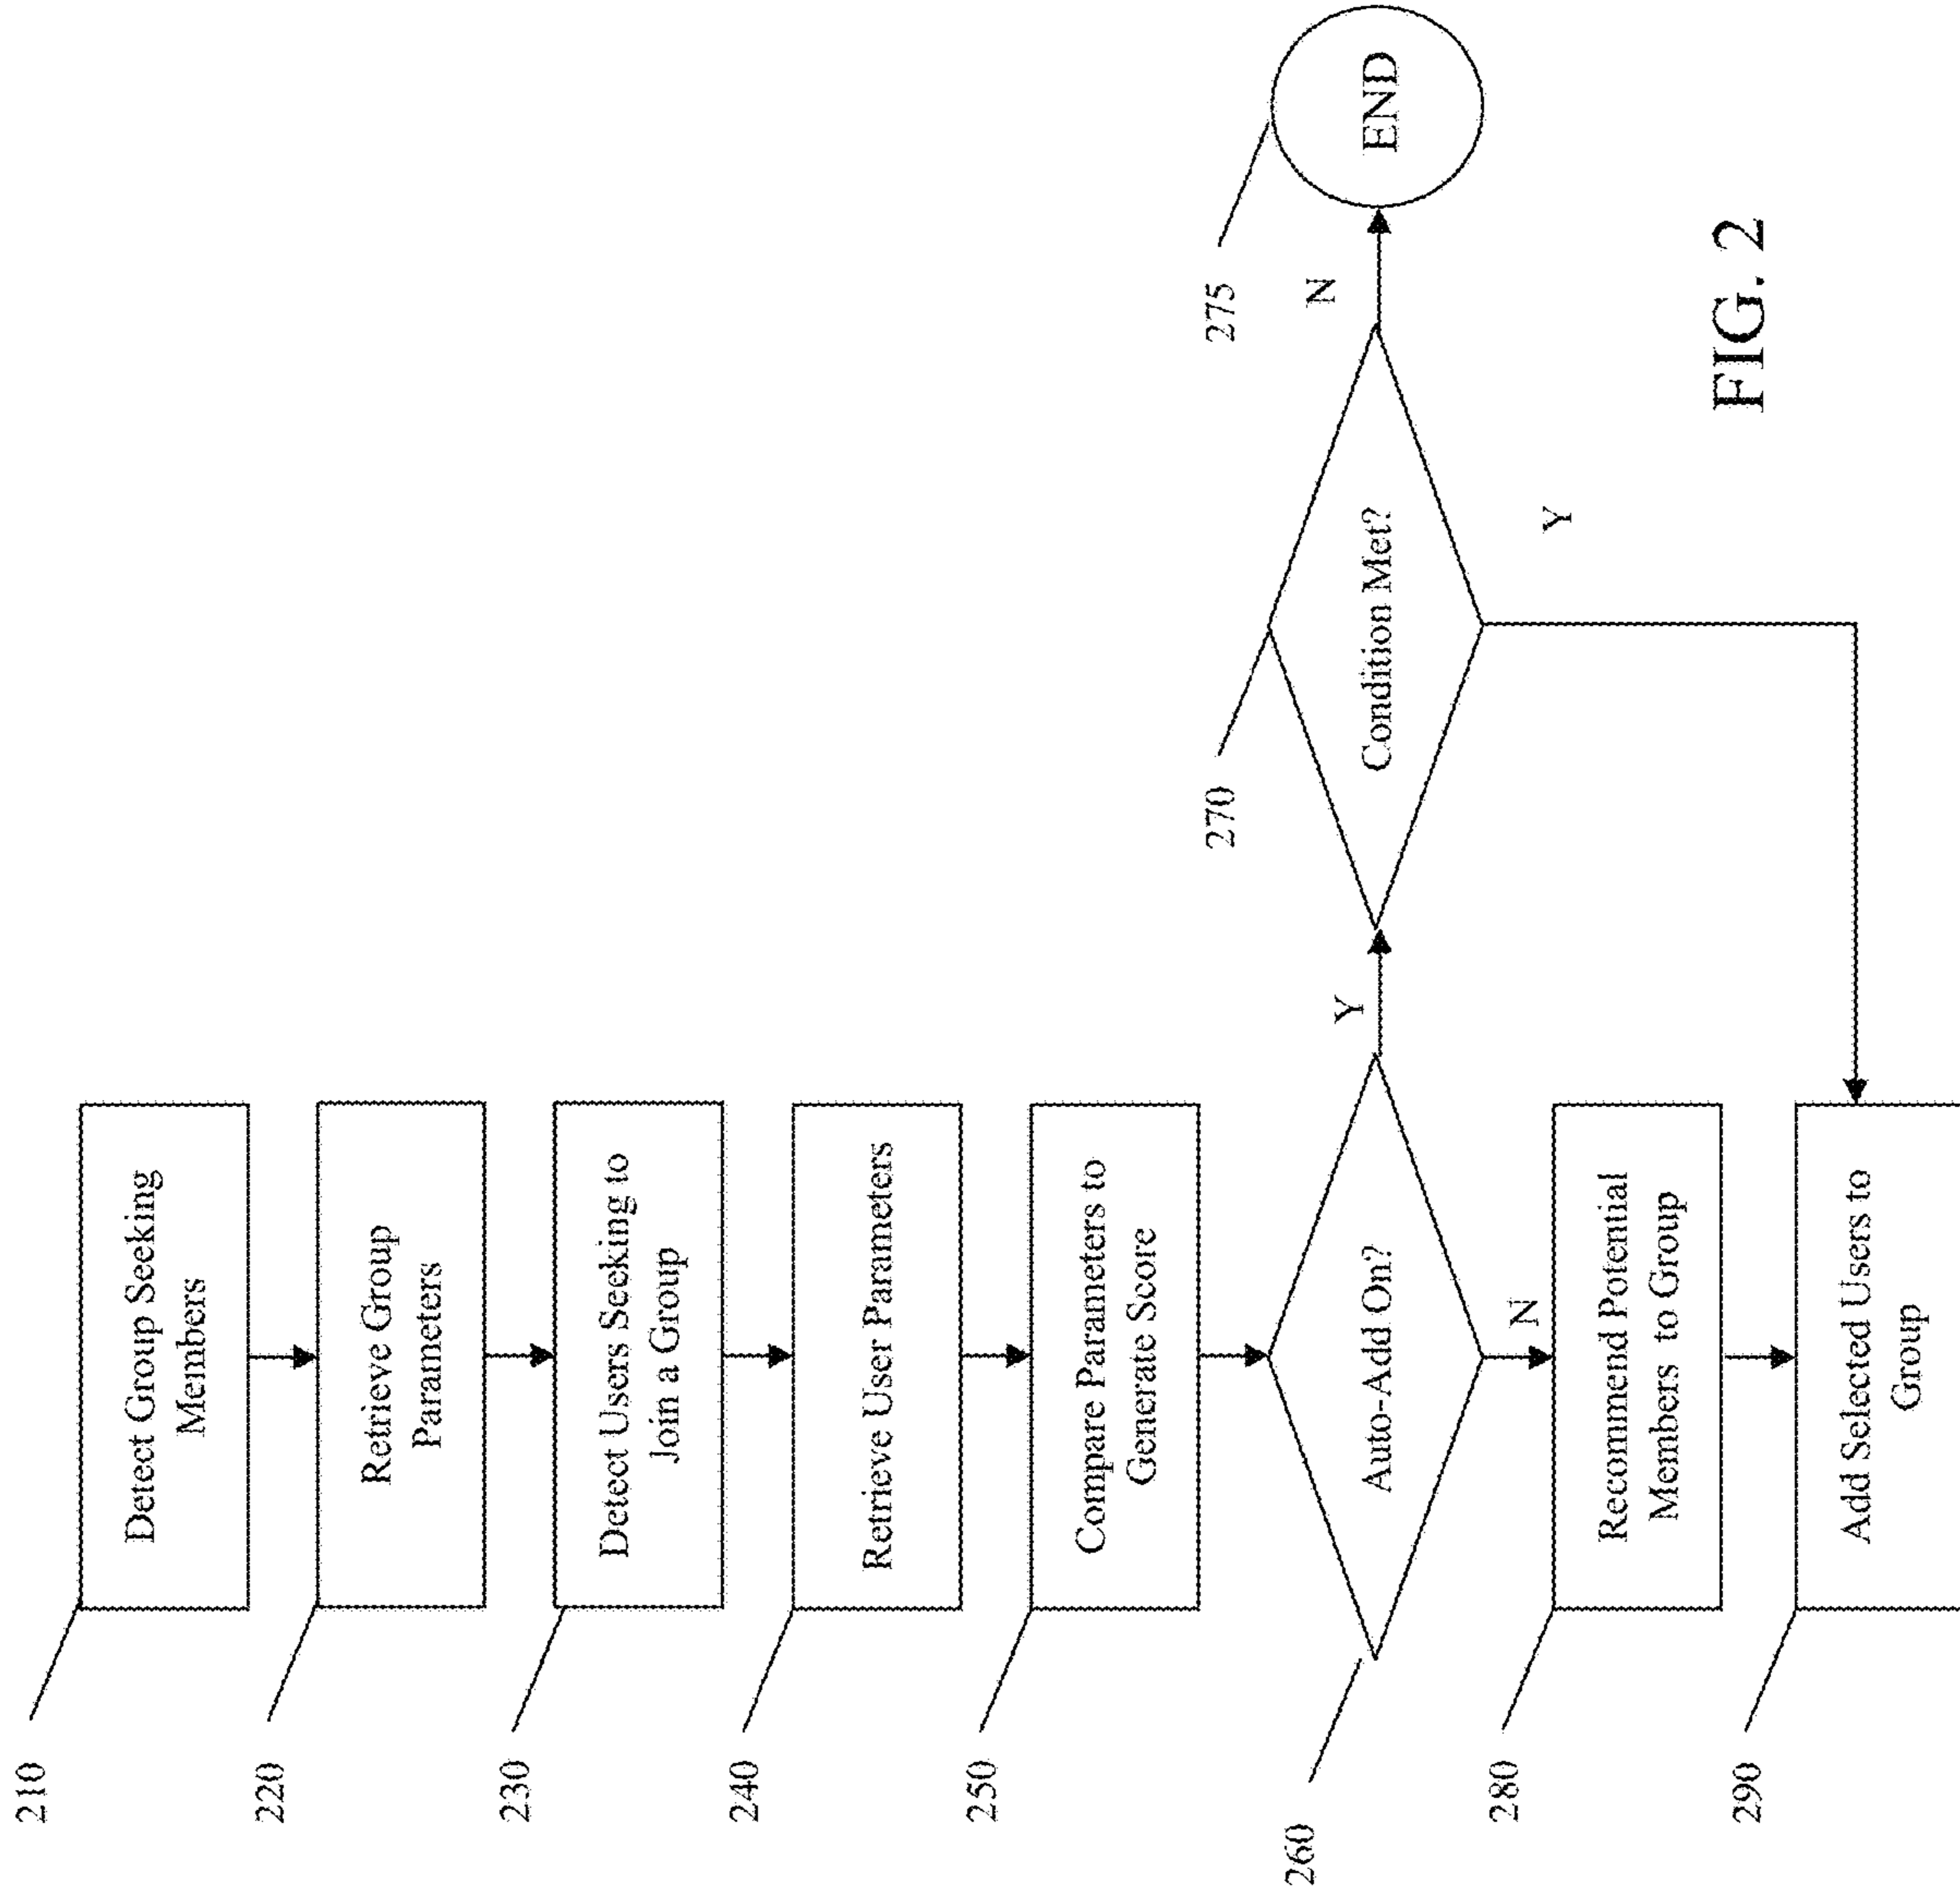 210
Detect Group Seeking
Members
220
Retrieve Group
Parameters
230
Detect Users Seeking to
Join a Group
240
Retrieve User Parameters
250
Compare Parameters to
Generate Score
260
Auto-Add On?
Y
270
Condition Met?
N
275
END
Y
N
280
Recommend Potential
Members to Group
290
Add Selected Users to
Group
FIG. 2